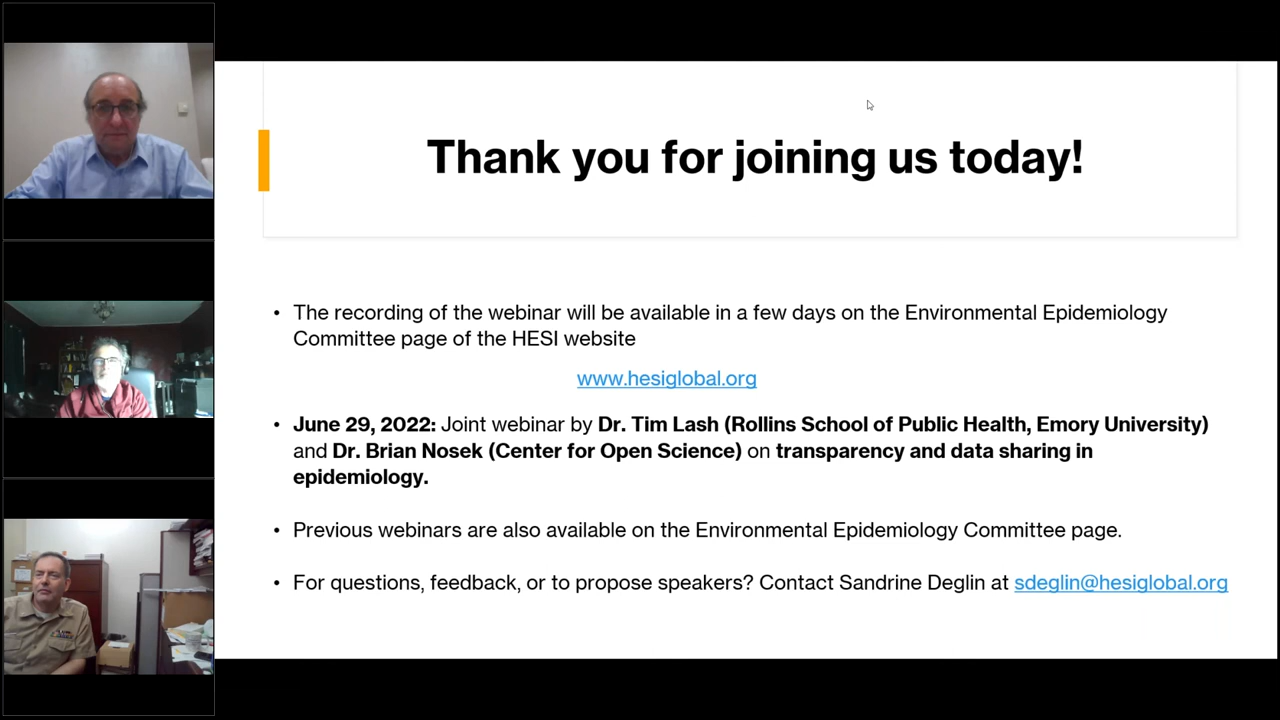 Thank you for joining us today!
• The recording of the webinar will be available in a few days on the Environmental Epidemiology
Committee page of the HESI website
www.hesiglobal.org
• June 29, 2022: Joint webinar by Dr. Tim Lash (Rollins School of Public Health, Emory University)
and Dr. Brian Nosek (Center for Open Science) on transparency and data sharing in
epidemiology.
• Previous webinars are also available on the Environmental Epidemiology Committee page.
• For questions, feedback, or to propose speakers? Contact Sandrine Deglin at sdeglin@hesiglobal.org